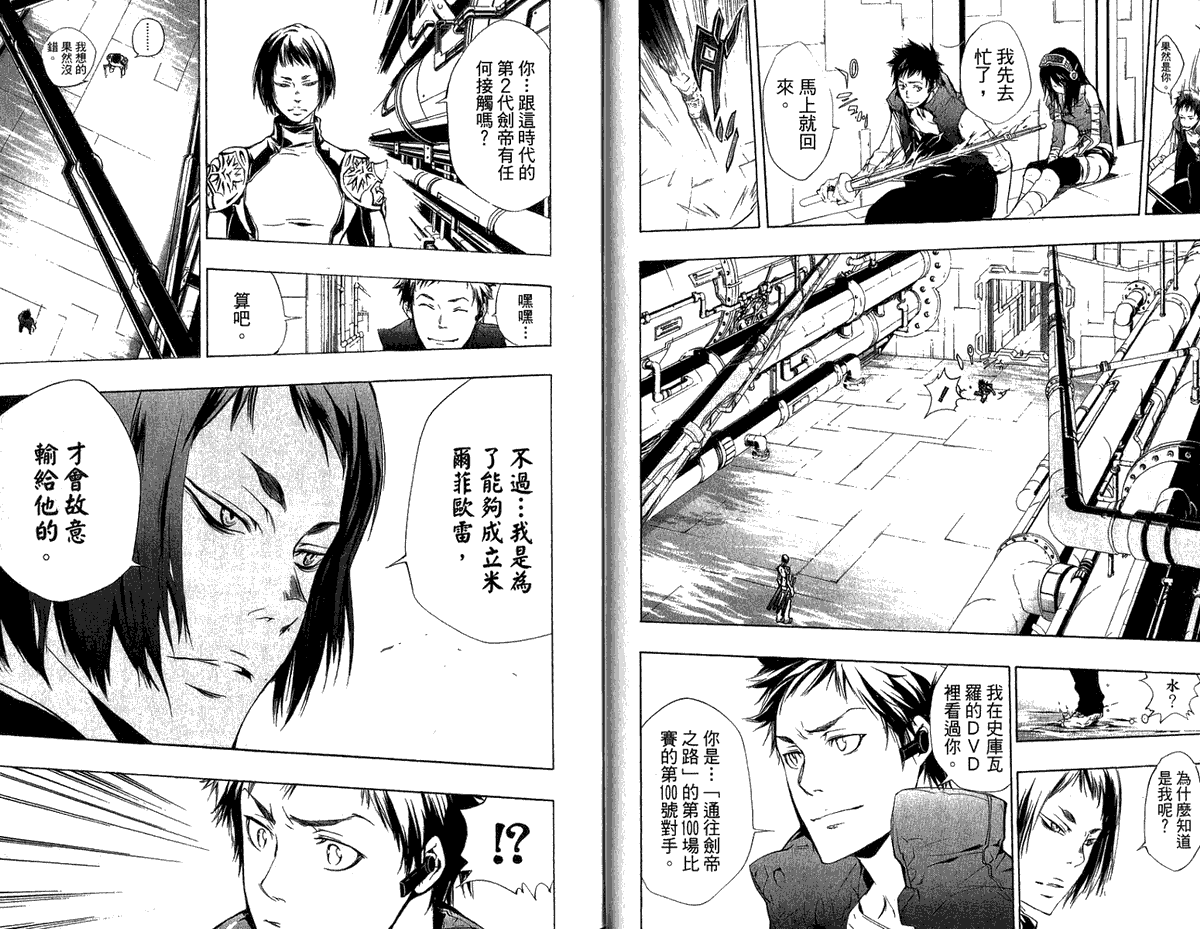 果然是你。
我先去
忙了，
馬上就回
來。
水？
為什麼知道
是我呢？
我在史庫瓦
羅的DVD
裡看過你。
你是…「通往劍帝
之路」的第100場比
賽的第100號對手。
你…跟這時代的
第2代劍帝有任
何接觸嗎？
………
我想的
果然沒
錯。
嘿嘿…
算吧。
不過…我是為
了能夠成立米
爾菲歐雷，
才會故意
輸給他的。
!?